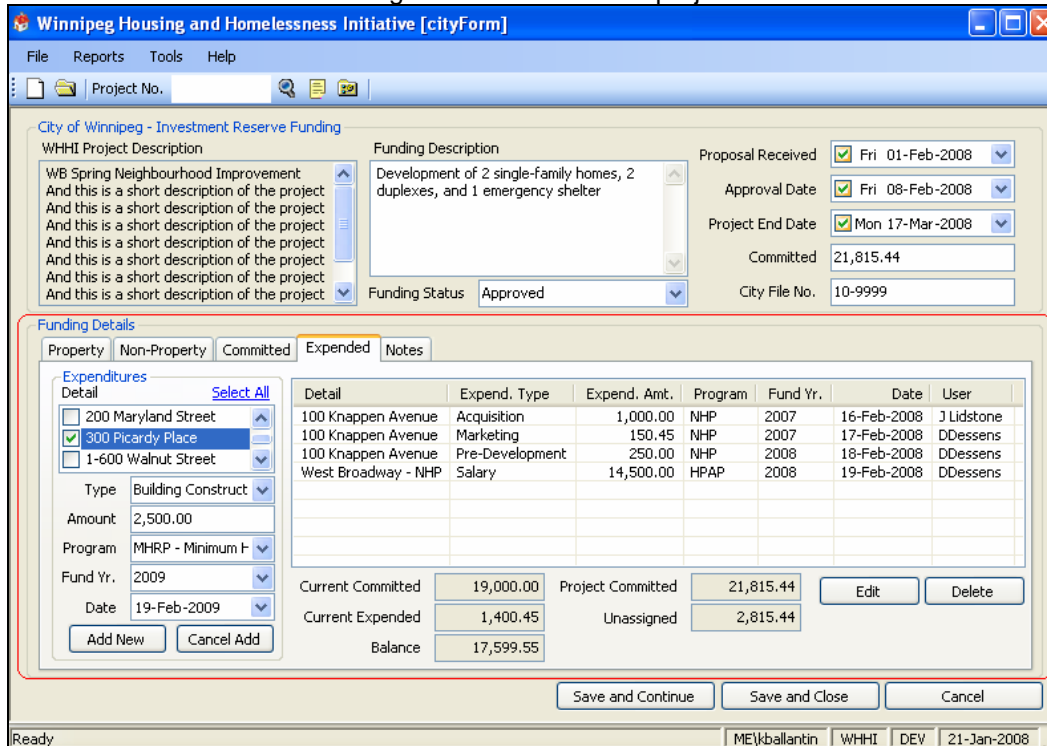 Winnipeg Housing and Homelessness Initiative [cityForm]
File Reports Tools Help
Project No.
City of Winnipeg - Investment Reserve Funding
WHHI Project Description
WB Spring Neighbourhood Improvement
And this is a short description of the project
And this is a short description of the project
And this is a short description of the project
And this is a short description of the project
And this is a short description of the project
And this is a short description of the project
And this is a short description of the project
Funding Description
Development of 2 single-family homes, 2
duplexes, and 1 emergency shelter
Funding Status Approved
Proposal Received Fri 01-Feb-2008
Approval Date Fri 08-Feb-2008
Project End Date Mon 17-Mar-2008
Committed 21,815.44
City File No. 10-9999
Funding Details
Property Non-Property Committed Expended Notes
Expenditures
Detail Select All
200 Maryland Street
300 Picardy Place
1-600 Walnut Street
Type Building Construct
Amount 2,500.00
Program MHRP - Minimum H
Fund Yr. 2009
Date 19-Feb-2009
Add New Cancel Add
Detail Expend. Type Expend. Amt. Program Fund Yr. Date User
100 Knappen Avenue Acquisition 1,000.00 NHP 2007 16-Feb-2008 J Lidstone
100 Knappen Avenue Marketing 150.45 NHP 2007 17-Feb-2008 DDessens
100 Knappen Avenue Pre-Development 250.00 NHP 2008 18-Feb-2008 DDessens
West Broadway - NHP Salary 14,500.00 HPAP 2008 19-Feb-2008 DDessens
Current Committed 19,000.00 Project Committed 21,815.44 Edit Delete
Current Expended 1,400.45 Unassigned 2,815.44
Balance 17,599.55
Save and Continue Save and Close Cancel
Ready ME\kballantin WHHI DEV 21-Jan-2008